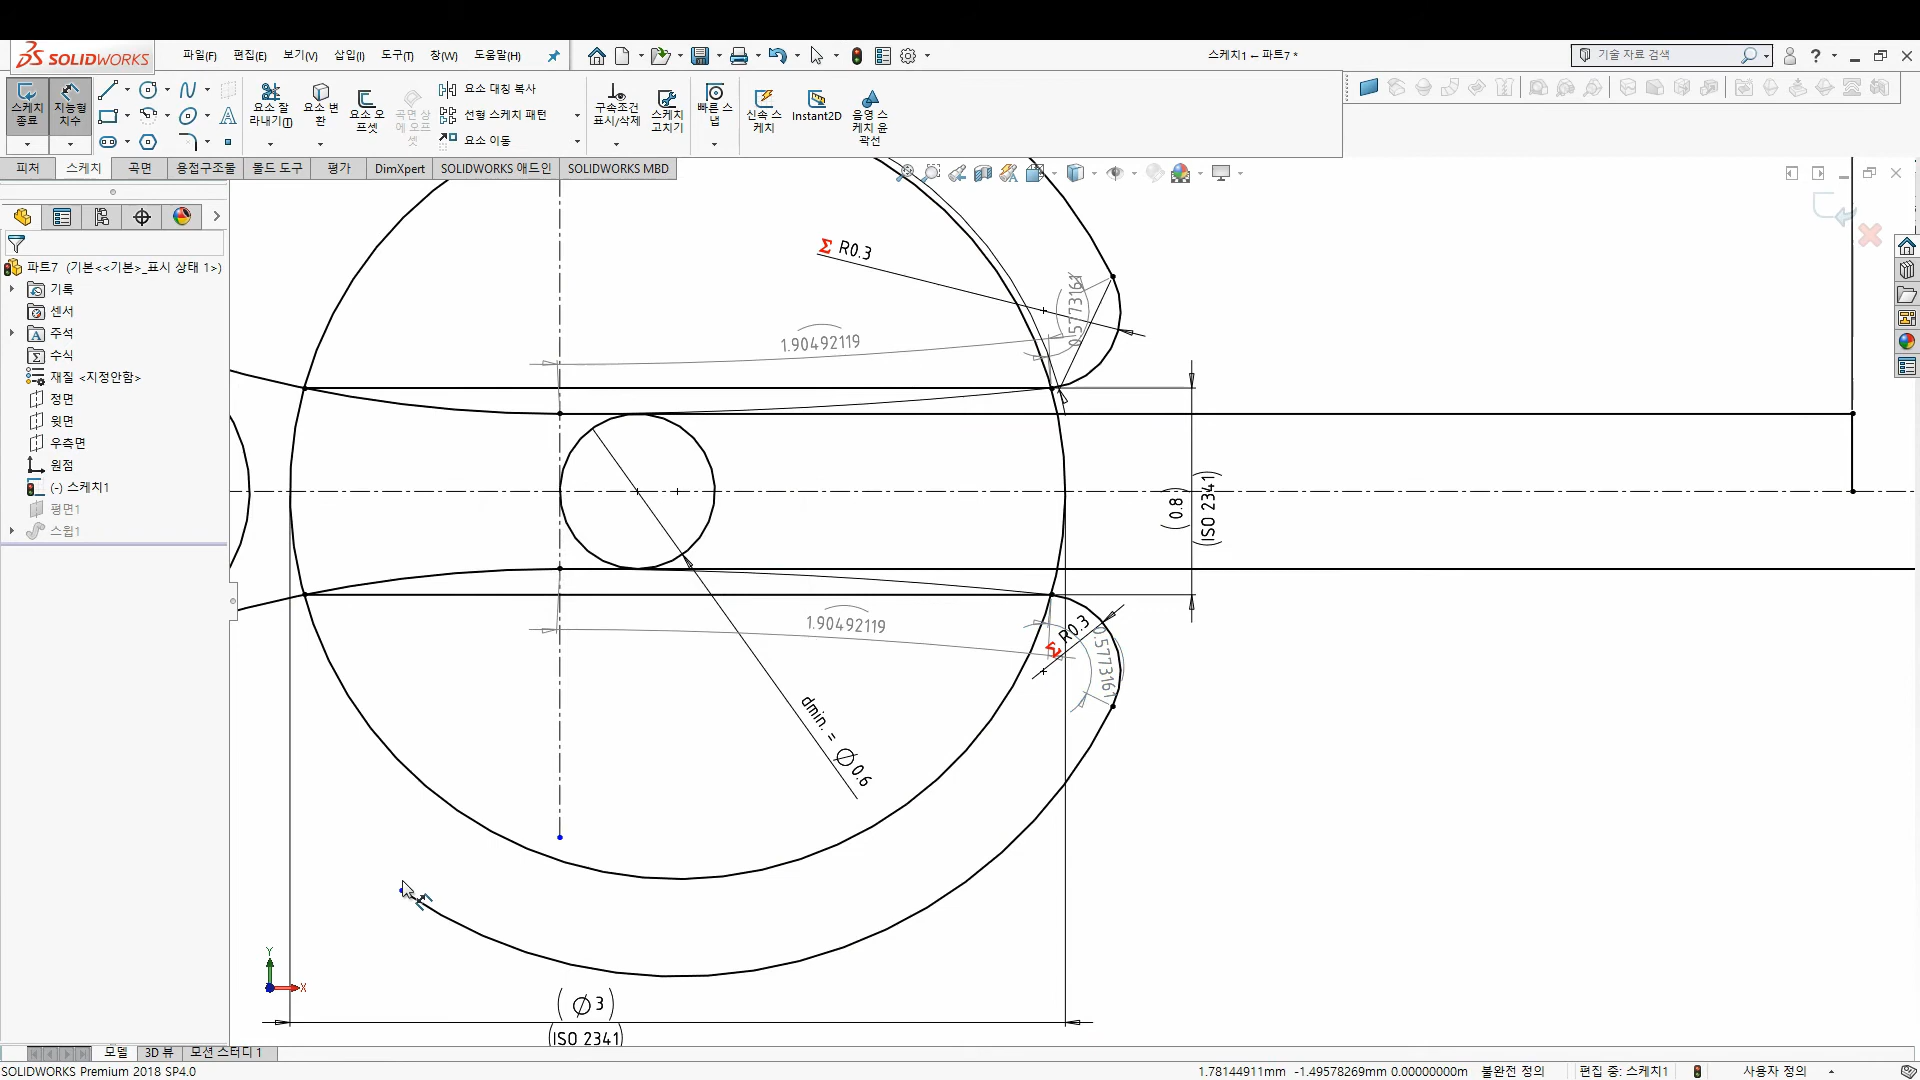 SOLIDWORKS
파일(F) 편집(E) 보기(V) 삽입(I) 도구(T) 창(W) 도움말(H)
스케치1 ← 파트7 *
기술 자료 검색
스케치 종료
지능형 치수
요소 잘라내기(I)
요소 변환
요소 오프셋
곡면 상에 오프셋
요소 대칭 복사
선형 스케치 패턴
요소 이동
구속조건 표시/삭제
스케치 고치기
빠른 스냅
신속 스케치
Instant2D
음영 스케치 윤곽선
피처 스케치 곡면 용접구조물 몰드 도구 평가 DimXpert SOLIDWORKS 애드인 SOLIDWORKS MBD
파트7 (기본<<기본>_표시 상태 1>)
기록
센서
주석
수식
재질 <지정안함>
정면
윗면
우측면
원점
(-) 스케치1
평면1
스윕1
Σ R0.3
0.5773161
1.90492119
(0.8)
(ISO 2341)
1.90492119
Σ R0.3
0.5773161
dmin. = Ø0.6
(Ø 3)
(ISO 2341)
Y
X
모델 3D 뷰 모션 스터디 1
SOLIDWORKS Premium 2018 SP4.0
1.78144911mm -1.49578269mm 0.00000000m 불완전 정의 편집 중: 스케치1 사용자 정의